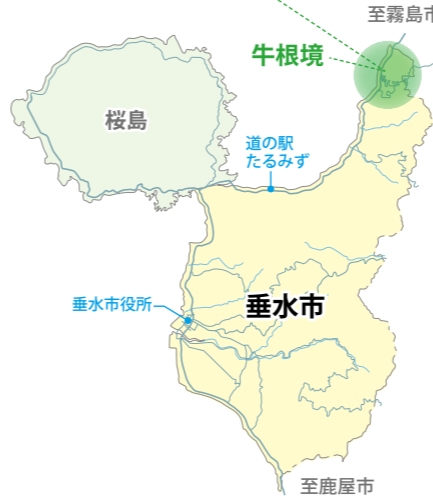 至霧島市
牛根境
桜島
道の駅
たるみず
垂水市役所
垂水市
至鹿屋市